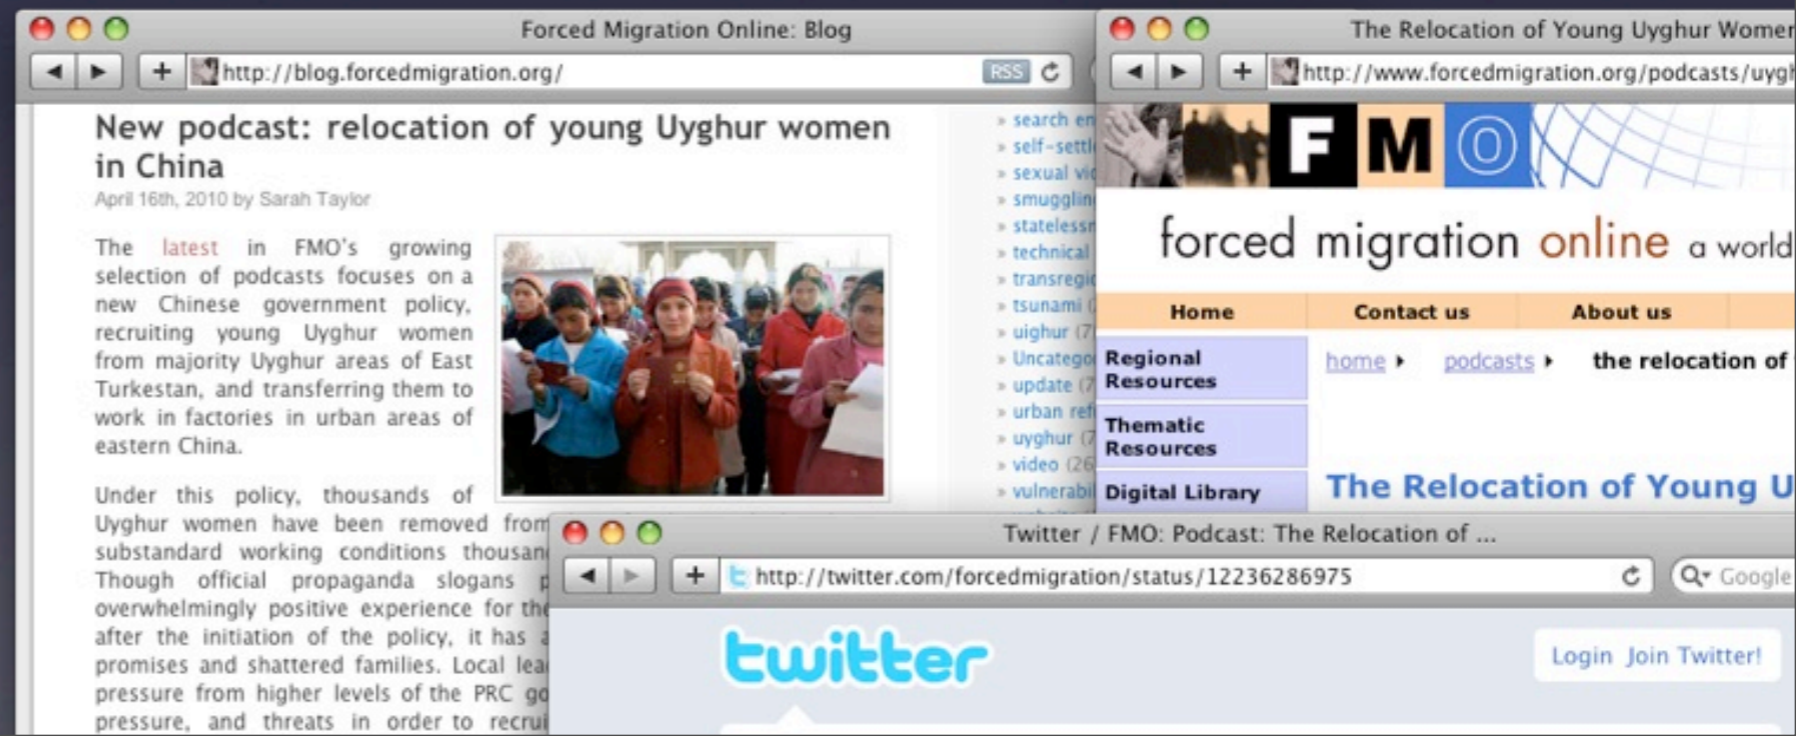 Forced Migration Online: Blog
http://blog.forcedmigration.org/
RSS
New podcast: relocation of young Uyghur women
in China
April 16th, 2010 by Sarah Taylor
The latest in FMO's growing
selection of podcasts focuses on a
new Chinese government policy,
recruiting young Uyghur women
from majority Uyghur areas of East
Turkestan, and transferring them to
work in factories in urban areas of
eastern China.
Under this policy, thousands of
Uyghur women have been removed from
substandard working conditions
Though official propaganda slogans
overwhelmingly positive experience for the
after the initiation of the policy, it has
promises and shattered families. Local
pressure from higher levels of the PRC
pressure, and threats in order to
» search
» self-
» sexual
»
»
» technical
»
» tsunami
» uighur (7
»
» update (7
» urban
» uyghur (7
» video (26
»
The Relocation of Young Uyghur
http://www.forcedmigration.org/podcasts/
FMO
forced migration online a world
Home Contact us About us
Regional
Resources
Thematic
Resources
Digital Library
home podcasts the relocation of
The Relocation of Young
Twitter / FMO: Podcast: The Relocation of ...
http://twitter.com/forcedmigration/status/12236286975
Google
twitter
Login Join Twitter!